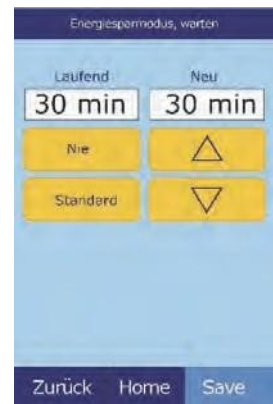 Energiesparmodus, warten
Laufend Neu
30 min 30 min
Nie
Standard
Zurück Home Save